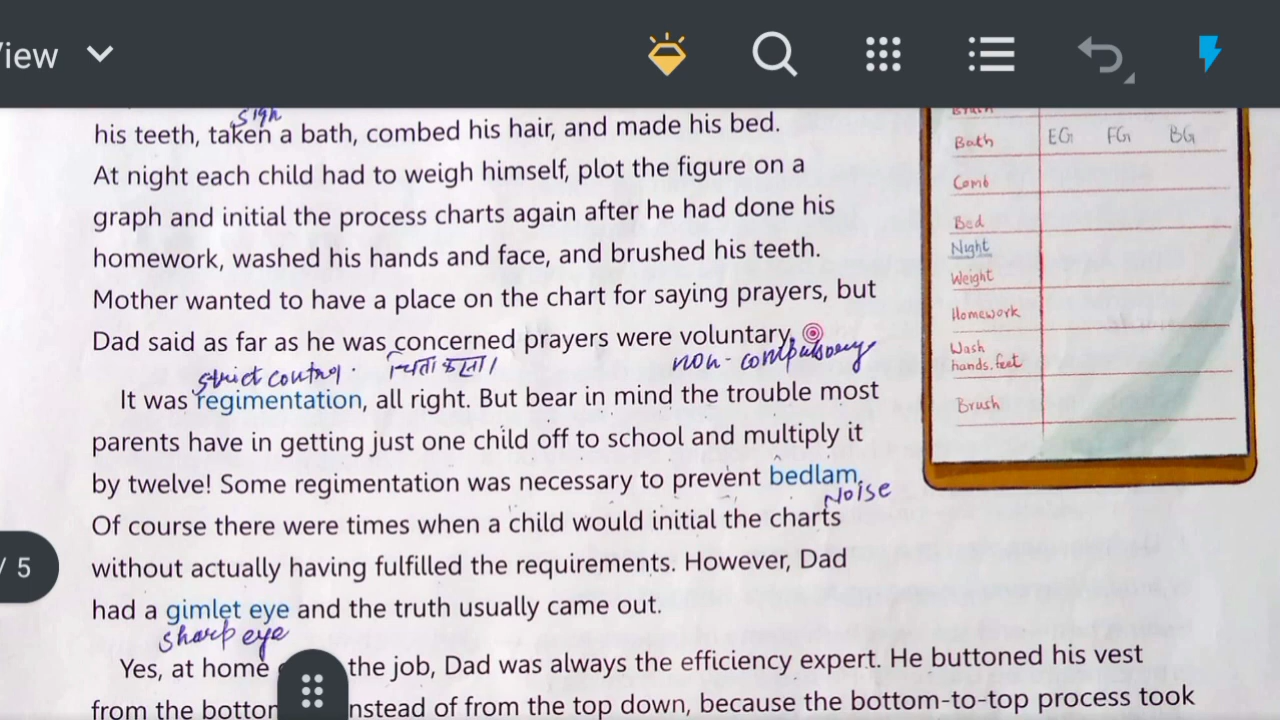 View
sign
his teeth, taken a bath, combed his hair, and made his bed.
At night each child had to weigh himself, plot the figure on a
graph and initial the process charts again after he had done his
homework, washed his hands and face, and brushed his teeth.
Mother wanted to have a place on the chart for saying prayers, but
Dad said as far as he was concerned prayers were voluntary.
strict control
non-compulsory
It was regimentation, all right. But bear in mind the trouble most
parents have in getting just one child off to school and multiply it
by twelve! Some regimentation was necessary to prevent bedlam.
Noise
Of course there were times when a child would initial the charts
without actually having fulfilled the requirements. However, Dad
had a gimlet eye and the truth usually came out.
sharp eye
Yes, at home the job, Dad was always the efficiency expert. He buttoned his vest
from the instead of from the top down, because the bottom-to-top process took
/ 5
Brush
Bath EG FG BG
Comb
Bed
Night
Weight
Homework
Wash
hands, feet
Brush